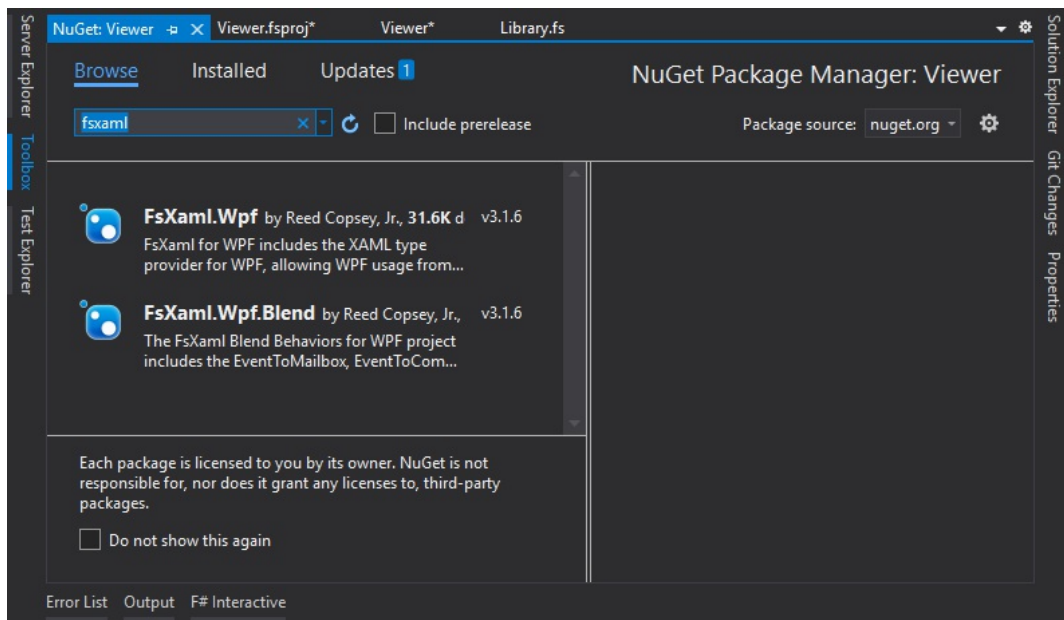 Server Explorer
Toolbox
Test Explorer
NuGet: Viewer
Viewer.fsproj*
Viewer*
Library.fs
Browse
Installed
Updates 1
NuGet Package Manager: Viewer
fsxaml
Include prerelease
Package source: nuget.org
FsXaml.Wpf by Reed Copsey, Jr., 31.6K d v3.1.6
FsXaml for WPF includes the XAML type
provider for WPF, allowing WPF usage from...
FsXaml.Wpf.Blend by Reed Copsey, Jr., v3.1.6
The FsXaml Blend Behaviors for WPF project
includes the EventToMailbox, EventToCom...
Each package is licensed to you by its owner. NuGet is not
responsible for, nor does it grant any licenses to, third-party
packages.
Do not show this again
Solution Explorer
Git Changes
Properties
Error List
Output
F# Interactive